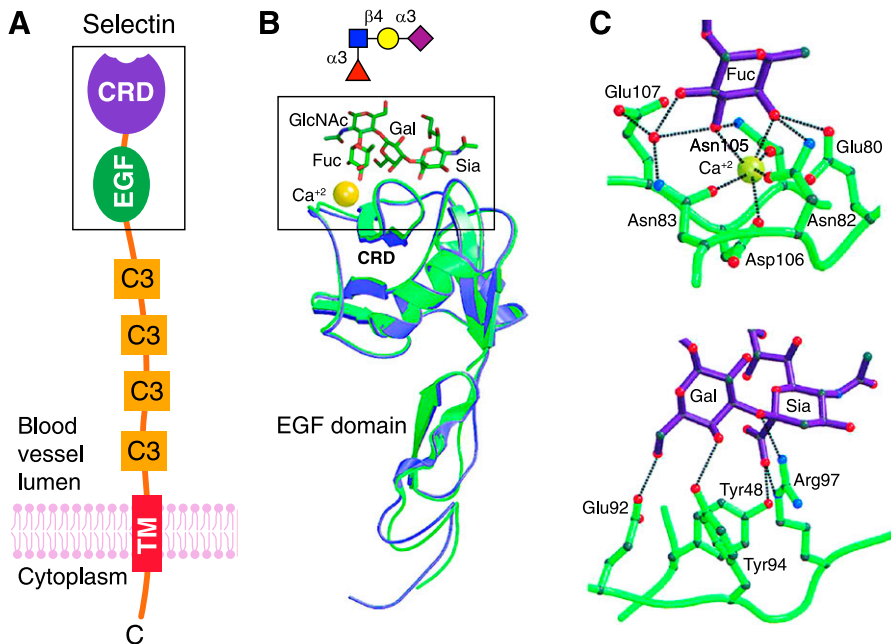 A
Selectin
CRD
EGF
C3
C3
C3
C3
Blood
vessel
lumen
TM
Cytoplasm
C
B
β4 α3
α3
GlcNAc
Gal
Fuc
Sia
Ca+2
CRD
EGF domain
C
Fuc
Glu107
Asn105
Glu80
Ca+2
Asn83
Asn82
Asp106
Gal
Sia
Arg97
Tyr48
Glu92
Tyr94